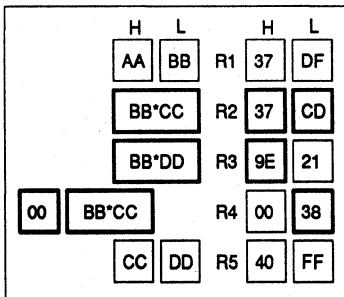 H L H L
AA BB R1 37 DF
BB*CC R2 37 CD
BB*DD R3 9E 21
00 BB*CC R4 00 38
CC DD R5 40 FF